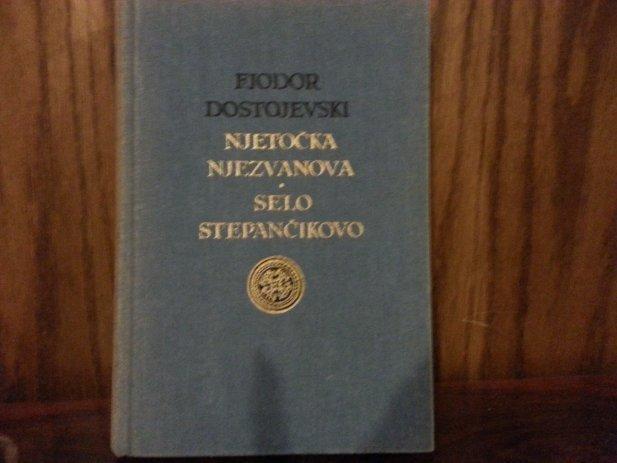 FJODOR
DOSTOJEVSKI
NJETOČKA
NJEZVANOVA
·
SELO
STEPANČIKOVO